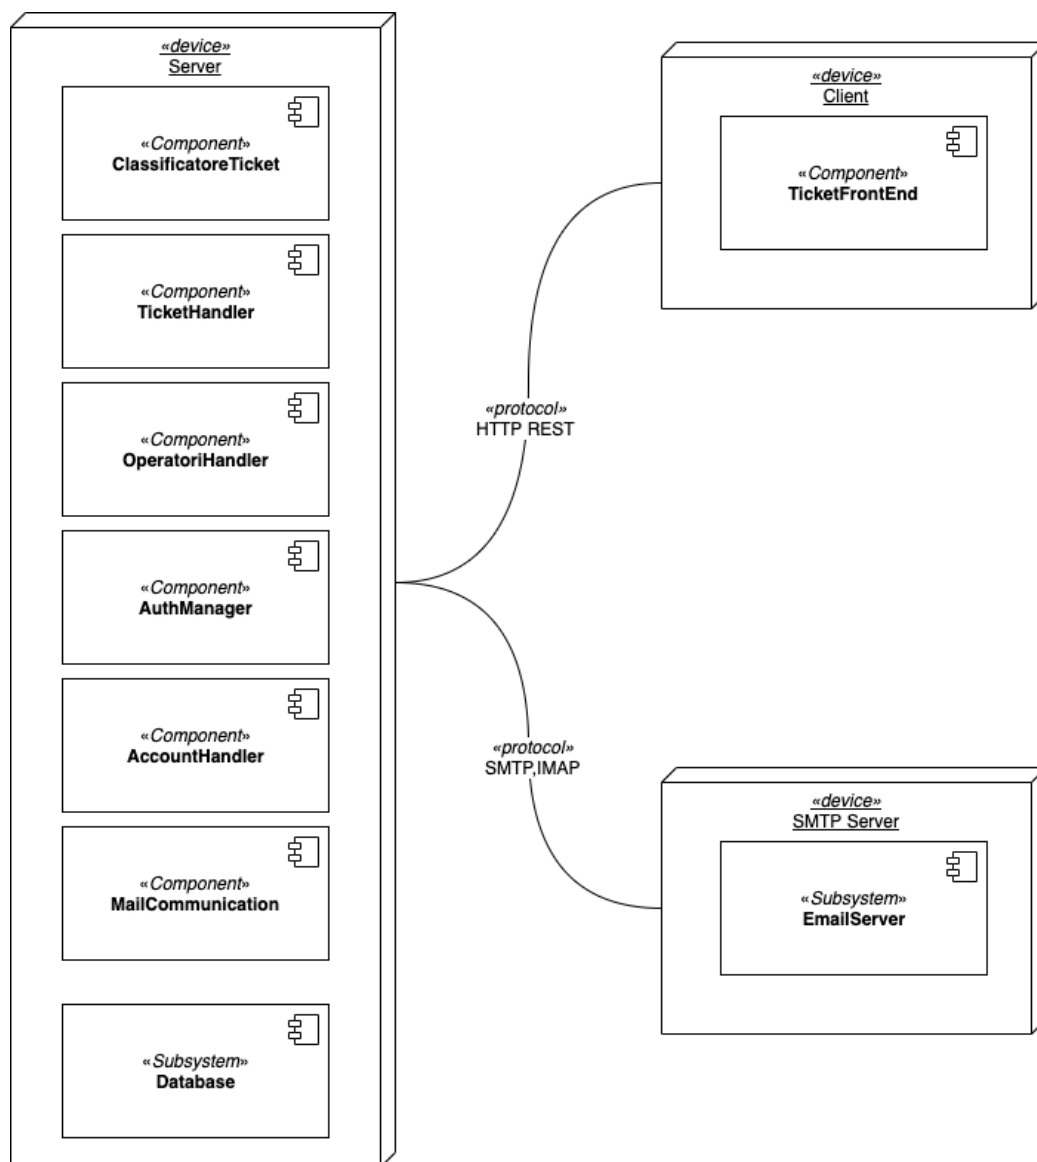 «device»
Server
«Component»
ClassificatoreTicket
«Component»
TicketHandler
«Component»
OperatoriHandler
«Component»
AuthManager
«Component»
AccountHandler
«Component»
MailCommunication
«Subsystem»
Database
«protocol»
HTTP REST
«protocol»
SMTP,IMAP
«device»
Client
«Component»
TicketFrontEnd
«device»
SMTP Server
«Subsystem»
EmailServer